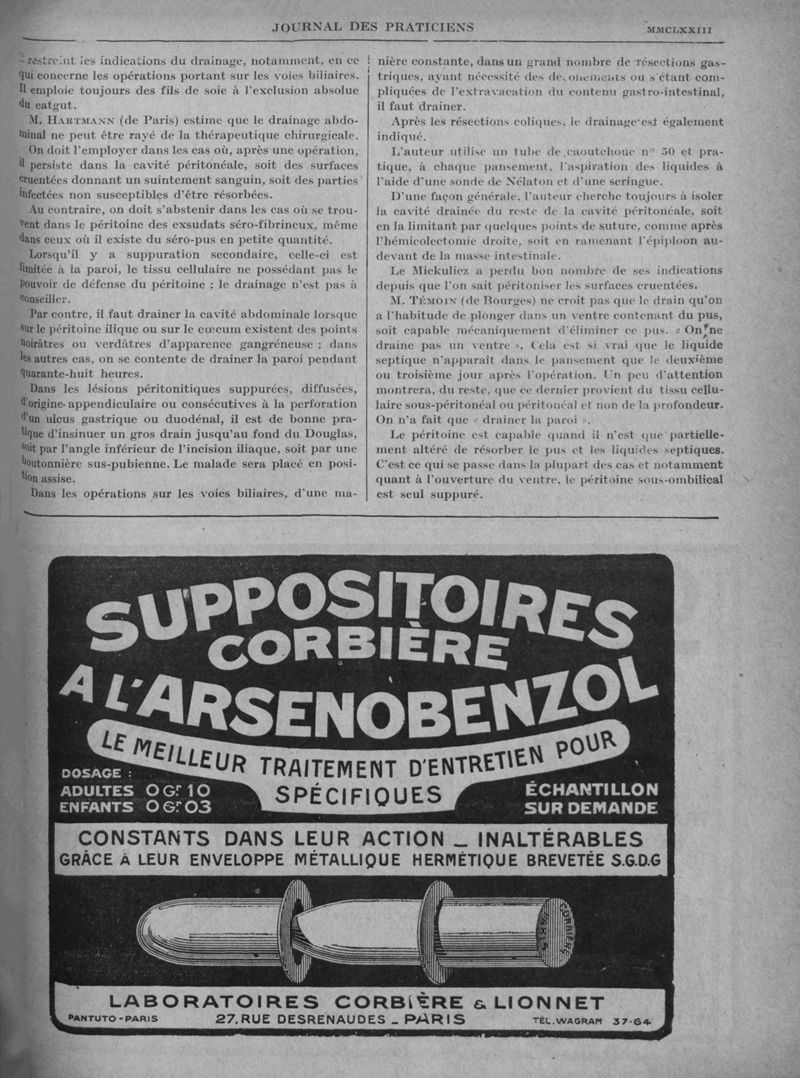 JOURNAL DES PRATICIENS
MMCLXXIII
restreint les indications du drainage, notamment, en ce
qui concerne les opérations portant sur les voies biliaires.
Il emploie toujours des fils de soie à l'exclusion absolue
du catgut.
M. HARTMANN (de Paris) estime que le drainage abdo-
minal ne peut être rayé de la thérapeutique chirurgicale.
On doit l'employer dans les cas où, après une opération,
il persiste dans la cavité péritonéale, soit des surfaces
cruentées donnant un suintement sanguin, soit des parties
infectées non susceptibles d'être résorbées.
Au contraire, on doit s'abstenir dans les cas où se trou-
vent dans le péritoine des exsudats séro-fibrineux, même
dans ceux où il existe du séro-pus en petite quantité.
Lorsqu'il y a suppuration secondaire, celle-ci est
limitée à la paroi, le tissu cellulaire ne possédant pas le
pouvoir de défense du péritoine ; le drainage n'est pas à
conseiller.
Par contre, il faut drainer la cavité abdominale lorsque
sur le péritoine ilique ou sur le cœcum existent des points
noirâtres ou verdâtres d'apparence gangréneuse ; dans
les autres cas, on se contente de drainer la paroi pendant
quarante-huit heures.
Dans les lésions péritonitiques suppurées, diffusées,
d'origine appendiculaire ou consécutives à la perforation
d'un ulcus gastrique ou duodénal, il est de bonne pra-
tique d'insinuer un gros drain jusqu'au fond du Douglas,
soit par l'angle inférieur de l'incision iliaque, soit par une
boutonnière sus-pubienne. Le malade sera placé en posi-
tion assise.
Dans les opérations sur les voies biliaires, d'une ma-
nière constante, dans un grand nombre de résections gas-
triques, ayant nécessité des décollements ou s'étant com-
pliquées de l'extravacation du contenu gastro-intestinal,
il faut drainer.
Après les résections coliques, le drainage est également
indiqué.
L'auteur utilise un tube de caoutchouc n° 50 et pra-
tique, à chaque pansement, l'aspiration des liquides à
l'aide d'une sonde de Nélaton et d'une seringue.
D'une façon générale, l'auteur cherche toujours à isoler
la cavité drainée du reste de la cavité péritonéale, soit
en la limitant par quelques points de suture, comme après
l'hémicolectomie droite, soit en ramenant l'épiploon au-
devant de la masse intestinale.
Le Mickuliez a perdu bon nombre de ses indications
depuis que l'on sait péritoniser les surfaces cruentées.
M. TÉMOIN (de Bourges) ne croit pas que le drain qu'on
a l'habitude de plonger dans un ventre contenant du pus,
soit capable mécaniquement d'éliminer ce pus. « On ne
draine pas un ventre ». Cela est si vrai que le liquide
septique n'apparaît dans le pansement que le deuxième
ou troisième jour après l'opération. Un peu d'attention
montrera, du reste, que ce dernier provient du tissu cellu-
laire sous-péritonéal ou péritonéal et non de la profondeur.
On n'a fait que « drainer la paroi ».
Le péritoine est capable quand il n'est que partielle-
ment altéré de résorber le pus et les liquides septiques.
C'est ce qui se passe dans la plupart des cas et notamment
quant à l'ouverture du ventre, le péritoine sous-ombilical
est seul suppuré.
SUPPOSITOIRES
CORBIÈRE
A L'ARSENOBENZOL
LE MEILLEUR TRAITEMENT D'ENTRETIEN POUR
SPÉCIFIQUES
DOSAGE :
ADULTES 0 Gr 10
ENFANTS 0 Gr 03
ÉCHANTILLON
SUR DEMANDE
CONSTANTS DANS LEUR ACTION _ INALTÉRABLES
GRÂCE À LEUR ENVELOPPE MÉTALLIQUE HERMÉTIQUE BREVETÉE S.G.D.G
CORBIÈRE
LABORATOIRES CORBIÈRE & LIONNET
PANTUTO - PARIS
27, RUE DESRENAUDES _ PARIS
TÉL. WAGRAM 37-64